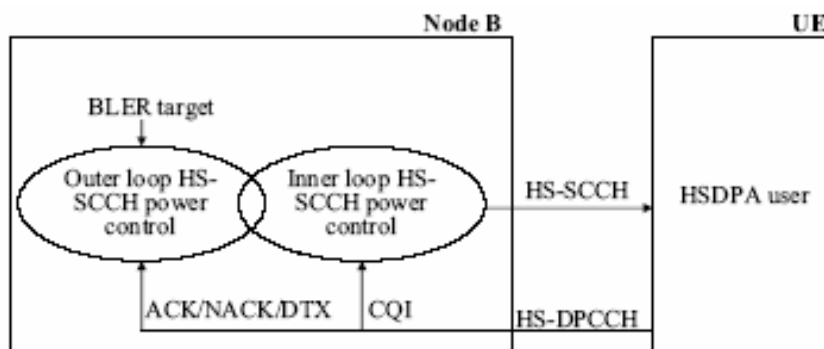 Node B
UE
BLER target
Outer loop HS-
SCCH power
control
Inner loop HS-
SCCH power
control
HS-SCCH
HSDPA user
ACK/NACK/DTX
CQI
HS-DPCCH